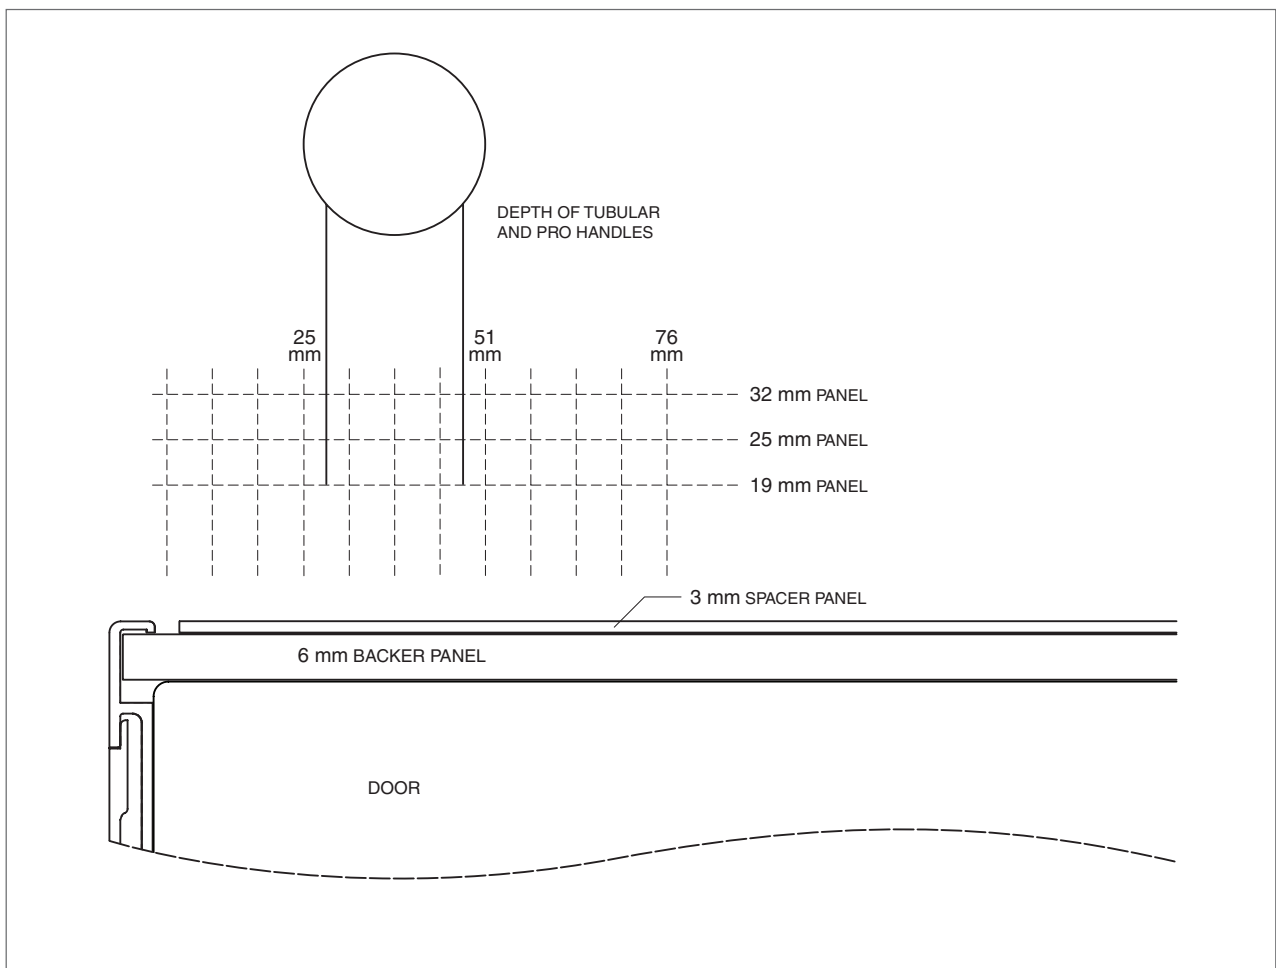 DEPTH OF TUBULAR
AND PRO HANDLES
25
mm
51
mm
76
mm
32 mm PANEL
25 mm PANEL
19 mm PANEL
3 mm SPACER PANEL
6 mm BACKER PANEL
DOOR